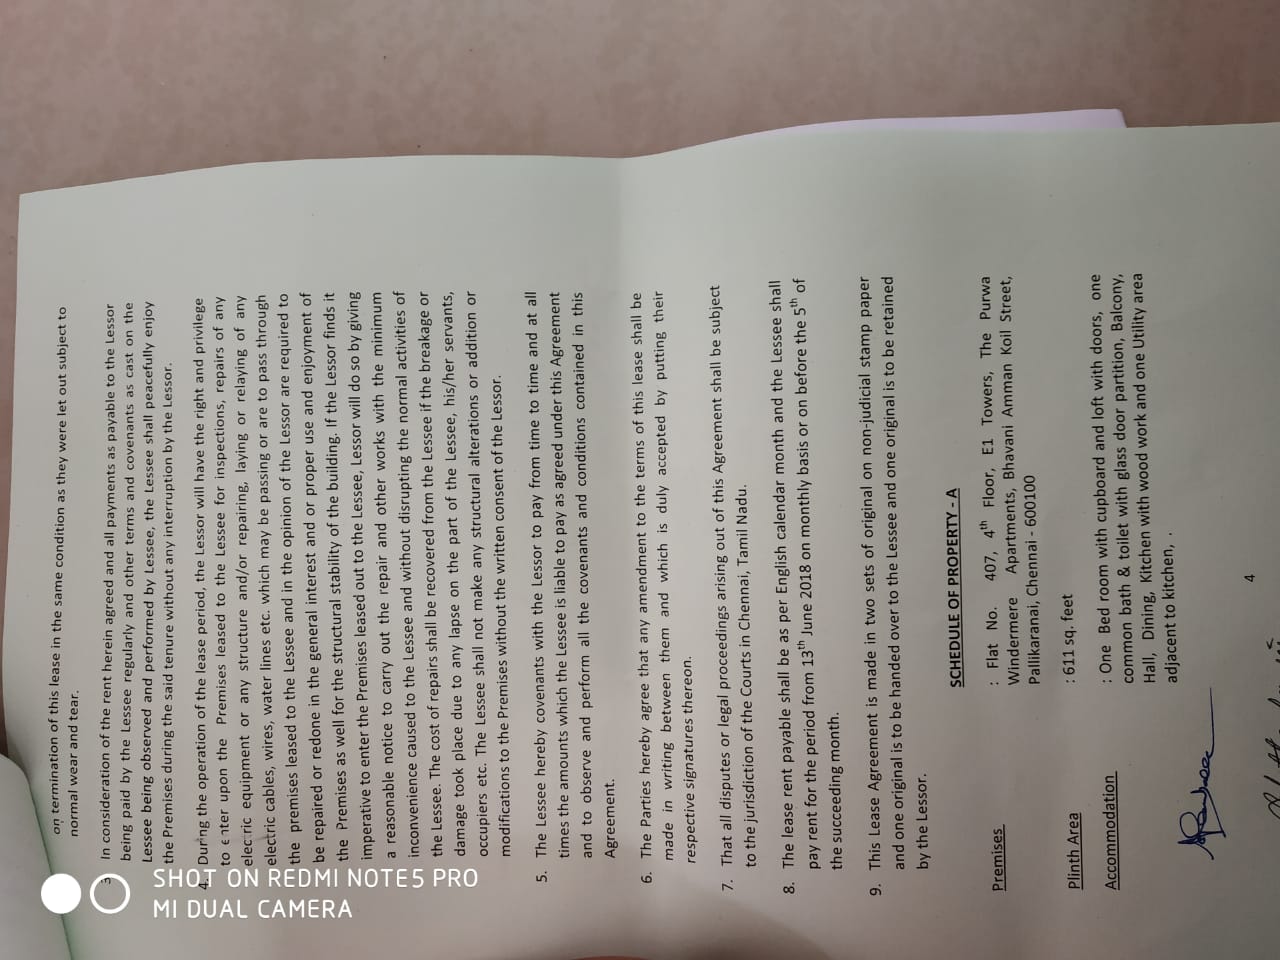 on termination of this lease in the same condition as they were let out subject to
normal wear and tear.
3 In consideration of the rent herein agreed and all payments as payable to the Lessor
being paid by the Lessee regularly and other terms and covenants as cast on the
Lessee being observed and performed by Lessee, the Lessee shall peacefully enjoy
the Premises during the said tenure without any interruption by the Lessor.
4. During the operation of the lease period, the Lessor will have the right and privilege
to enter upon the Premises leased to the Lessee for inspections, repairs of any
electric equipment or any structure and/or repairing, laying or relaying of any
electric cables, wires, water lines etc. which may be passing or are to pass through
the premises leased to the Lessee and in the opinion of the Lessor are required to
be repaired or redone in the general interest and or proper use and enjoyment of
the Premises as well for the structural stability of the building. If the Lessor finds it
imperative to enter the Premises leased out to the Lessee, Lessor will do so by giving
a reasonable notice to carry out the repair and other works with the minimum
inconvenience caused to the Lessee and without disrupting the normal activities of
the Lessee. The cost of repairs shall be recovered from the Lessee if the breakage or
damage took place due to any lapse on the part of the Lessee, his/her servants,
occupiers etc. The Lessee shall not make any structural alterations or addition or
modifications to the Premises without the written consent of the Lessor.
5. The Lessee hereby covenants with the Lessor to pay from time to time and at all
times the amounts which the Lessee is liable to pay as agreed under this Agreement
and to observe and perform all the covenants and conditions contained in this
Agreement.
6. The Parties hereby agree that any amendment to the terms of this lease shall be
made in writing between them and which is duly accepted by putting their
respective signatures thereon.
7. That all disputes or legal proceedings arising out of this Agreement shall be subject
to the jurisdiction of the Courts in Chennai, Tamil Nadu.
8. The lease rent payable shall be as per English calendar month and the Lessee shall
pay rent for the period from 13th June 2018 on monthly basis or on before the 5th of
the succeeding month.
9. This Lease Agreement is made in two sets of original on non-judicial stamp paper
and one original is to be handed over to the Lessee and one original is to be retained
by the Lessor.
SCHEDULE OF PROPERTY - A
Premises : Flat No. 407, 4th Floor, E1 Towers, The Purwa
Windermere Apartments, Bhavani Amman Koil Street,
Pallikaranai, Chennai - 600100
Plinth Area : 611 sq. feet
Accommodation : One Bed room with cupboard and loft with doors, one
common bath & toilet with glass door partition, Balcony,
Hall, Dining, Kitchen with wood work and one Utility area
adjacent to kitchen, .
4
SHOT ON REDMI NOTE5 PRO
MI DUAL CAMERA